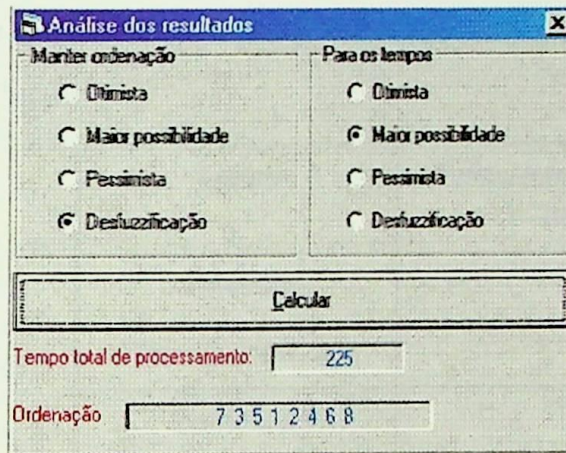 Análise dos resultados
Manter ordenação
Otimista
Maior possibilidade
Pessimista
Desfuzzificação
Para os tempos
Otimista
Maior possibilidade
Pessimista
Desfuzzificação
Calcular
Tempo total de processamento: 225
Ordenação 7 3 5 1 2 4 6 8